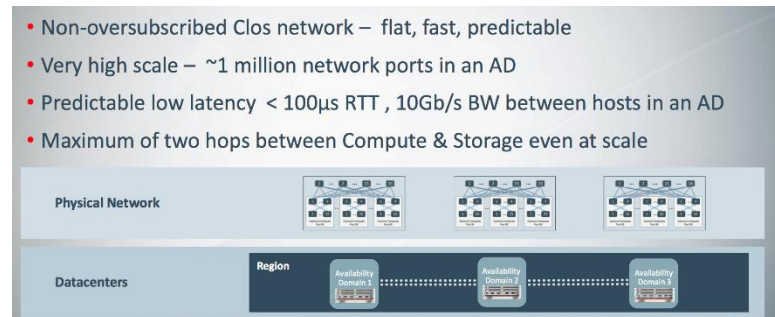 • Non-oversubscribed Clos network – flat, fast, predictable
• Very high scale – ~1 million network ports in an AD
• Predictable low latency < 100µs RTT , 10Gb/s BW between hosts in an AD
• Maximum of two hops between Compute & Storage even at scale
Physical Network
Datacenters
Region
Availability
Domain 1
Availability
Domain 2
Availability
Domain 3